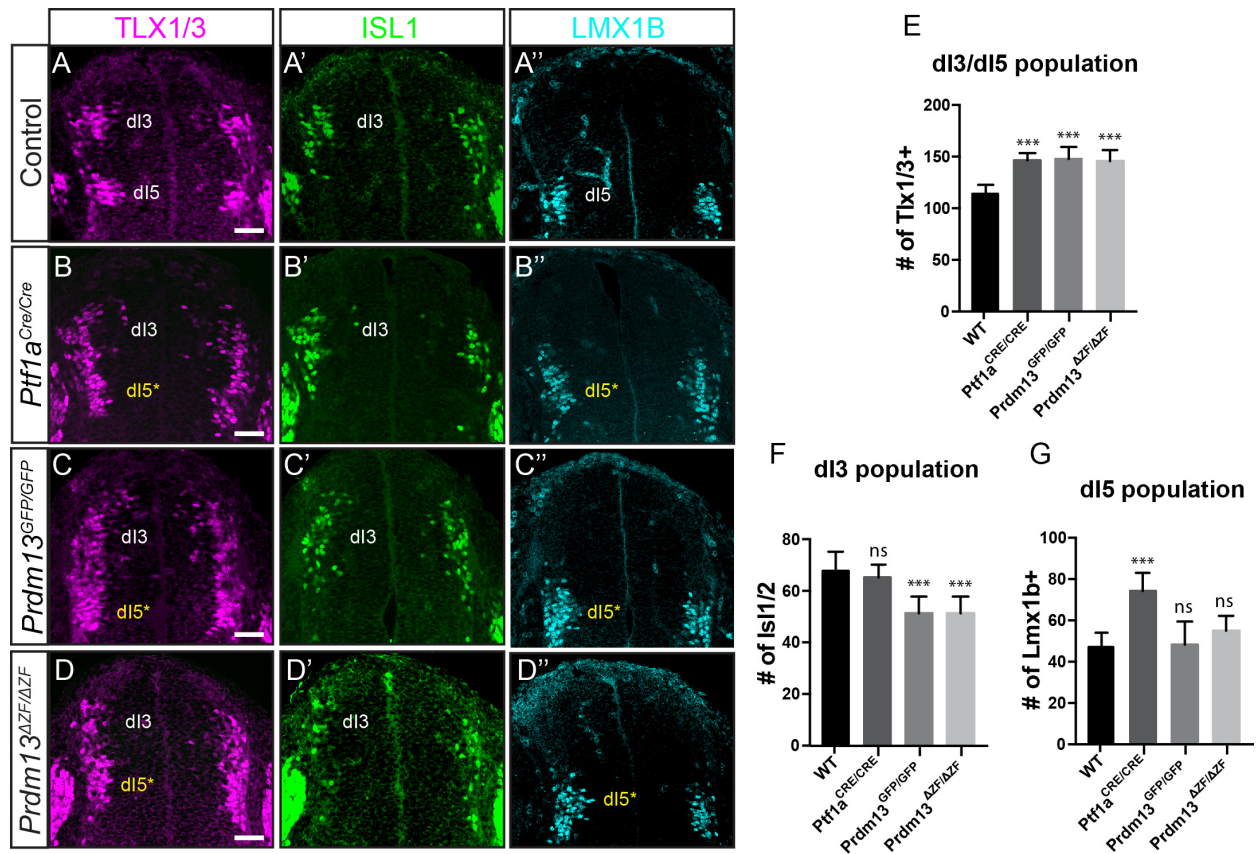 TLX1/3 ISL1 LMX1B
Control
A dI3 dI5
A' dI3
A'' dI5
Ptf1a^Cre/Cre
B dI3 dI5*
B' dI3
B'' dI5*
Prdm13^GFP/GFP
C dI3 dI5*
C' dI3
C'' dI5*
Prdm13^ΔZF/ΔZF
D dI3 dI5*
D' dI3
D'' dI5*
E
dI3/dI5 population
# of Tlx1/3+
200
150
100
50
0
*** *** ***
WT
Ptf1a^CRE/CRE
Prdm13^GFP/GFP
Prdm13^ΔZF/ΔZF
F
dI3 population
# of Isl1/2
80
60
40
20
0
ns *** ***
WT
Ptf1a^CRE/CRE
Prdm13^GFP/GFP
Prdm13^ΔZF/ΔZF
G
dI5 population
# of Lmx1b+
100
80
60
40
20
0
*** ns ns
WT
Ptf1a^CRE/CRE
Prdm13^GFP/GFP
Prdm13^ΔZF/ΔZF